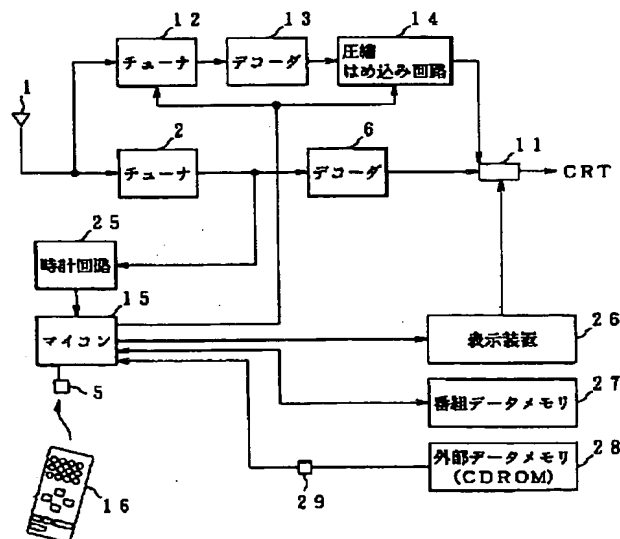 12
13
14
チューナ
デコーダ
圧縮
はめ込み回路
1
2
6
11
チューナ
デコーダ
CRT
25
時計回路
15
マイコン
26
表示装置
5
27
番組データメモリ
28
外部データメモリ
(CDROM)
29
16